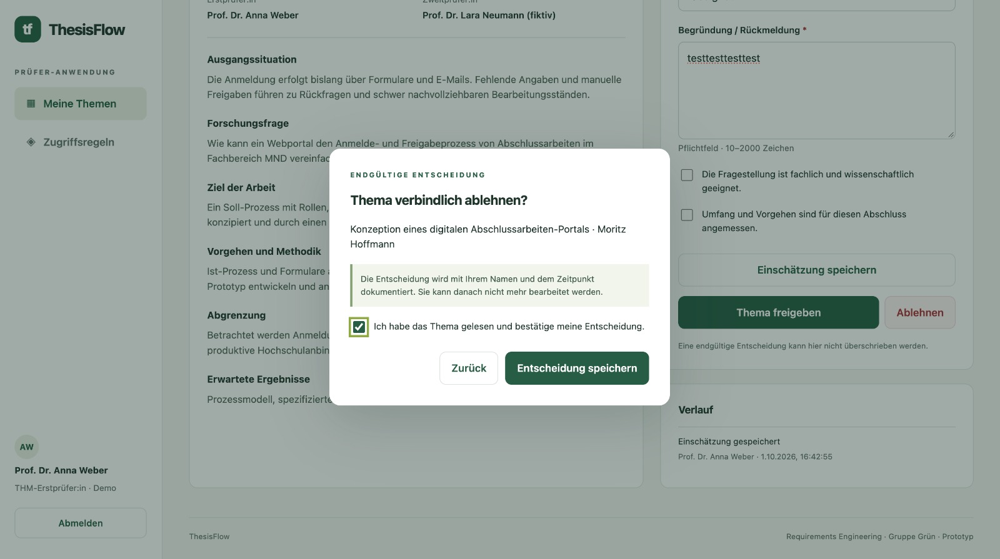 tf ThesisFlow
PRÜFER-ANWENDUNG
Meine Themen
Zugriffsregeln
AW
Prof. Dr. Anna Weber
THM-Erstprüfer:in · Demo
Abmelden
Prof. Dr. Anna Weber
Prof. Dr. Lara Neumann (fiktiv)
Ausgangssituation
Die Anmeldung erfolgt bislang über Formulare und E-Mails. Fehlende Angaben und manuelle
Freigaben führen zu Rückfragen und schwer nachvollziehbaren Bearbeitungsständen.
Forschungsfrage
Wie kann ein Webportal den Anmelde- und Freigabeprozess von Abschlussarbeiten im
Fachbereich MND
Ziel der Arbeit
Ein Soll-Prozess mit Rollen,
konzipiert und durch einen
Vorgehen und Methodik
Ist-Prozess und Formulare
Prototyp entwickeln und
Abgrenzung
Betrachtet werden
produktive
Erwartete Ergebnisse
Prozessmodell,
ENDGÜLTIGE ENTSCHEIDUNG
Thema verbindlich ablehnen?
Konzeption eines digitalen Abschlussarbeiten-Portals · Moritz
Hoffmann
Die Entscheidung wird mit Ihrem Namen und dem Zeitpunkt
dokumentiert. Sie kann danach nicht mehr bearbeitet werden.
Ich habe das Thema gelesen und bestätige meine Entscheidung.
Zurück
Entscheidung speichern
Begründung / Rückmeldung *
testtesttesttest
Pflichtfeld · 10–2000 Zeichen
Die Fragestellung ist fachlich und wissenschaftlich
geeignet.
Umfang und Vorgehen sind für diesen Abschluss
angemessen.
Einschätzung speichern
Thema freigeben
Ablehnen
Eine endgültige Entscheidung kann hier nicht überschrieben werden.
Verlauf
Einschätzung gespeichert
Prof. Dr. Anna Weber · 1.10.2026, 16:42:55
ThesisFlow
Requirements Engineering · Gruppe Grün · Prototyp